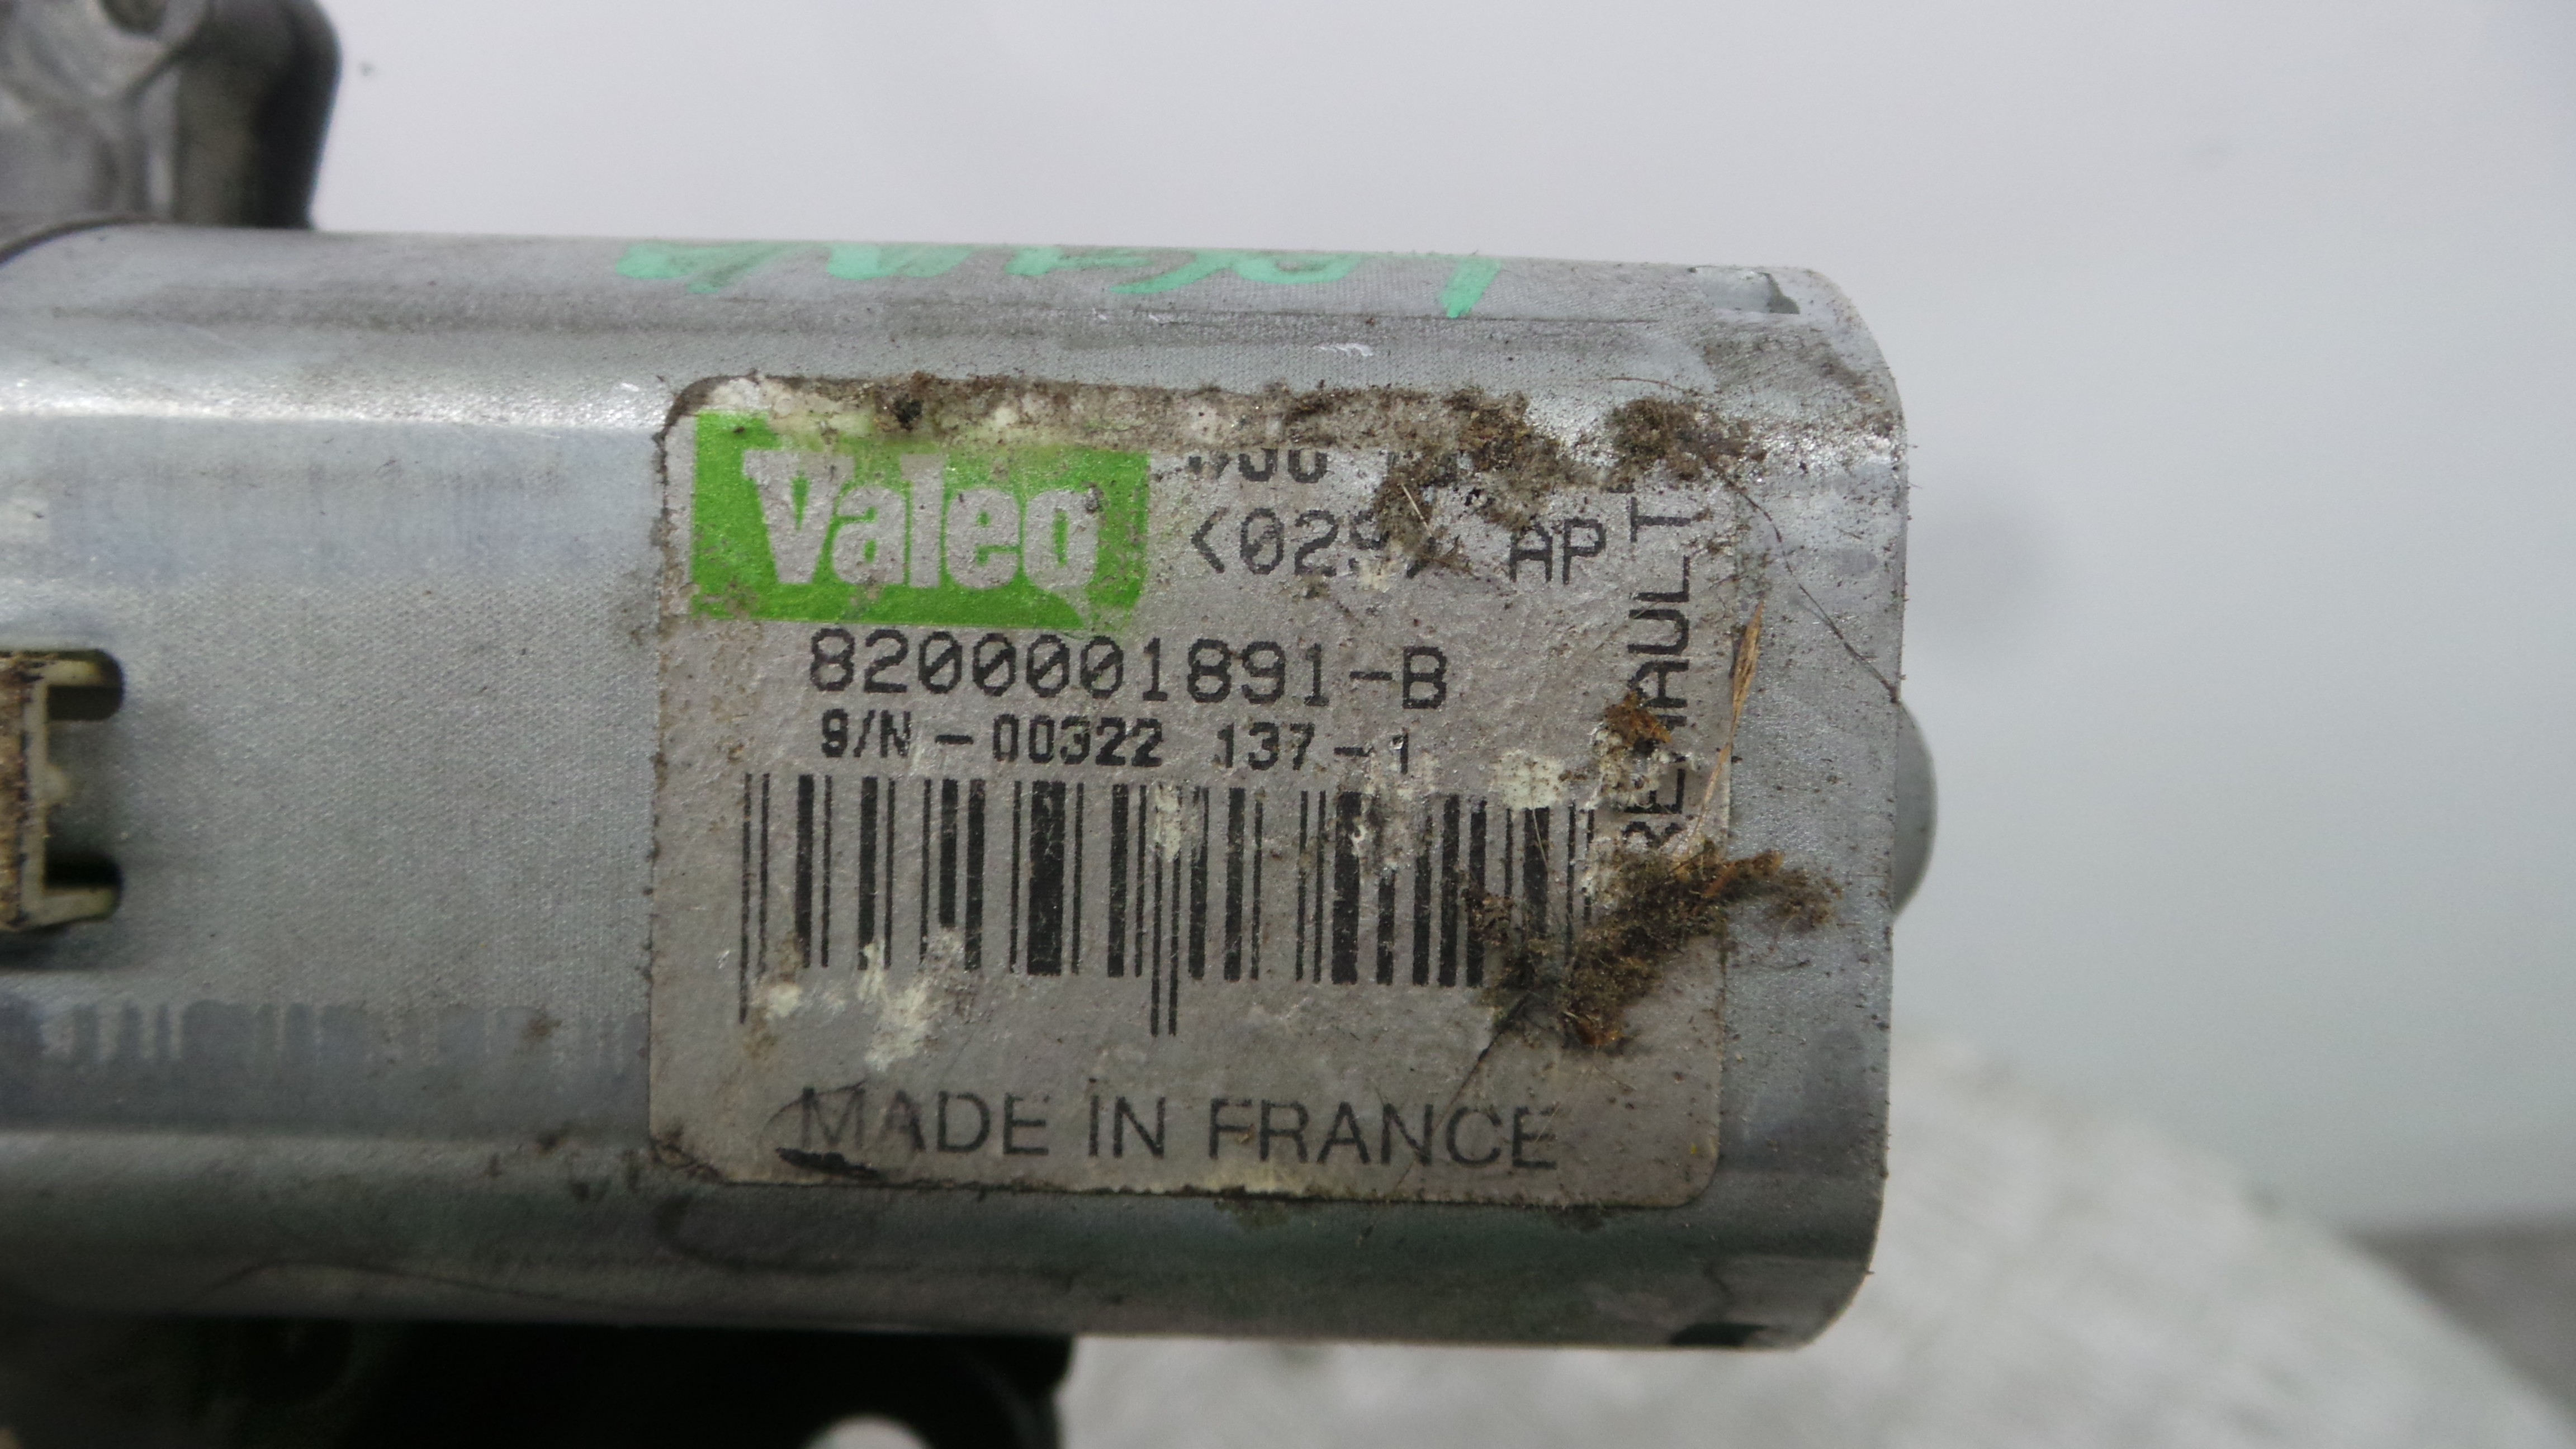 Valeo
<029> AP
8200001891-B
S/N-00322 137-1
RENAULT
MADE IN FRANCE